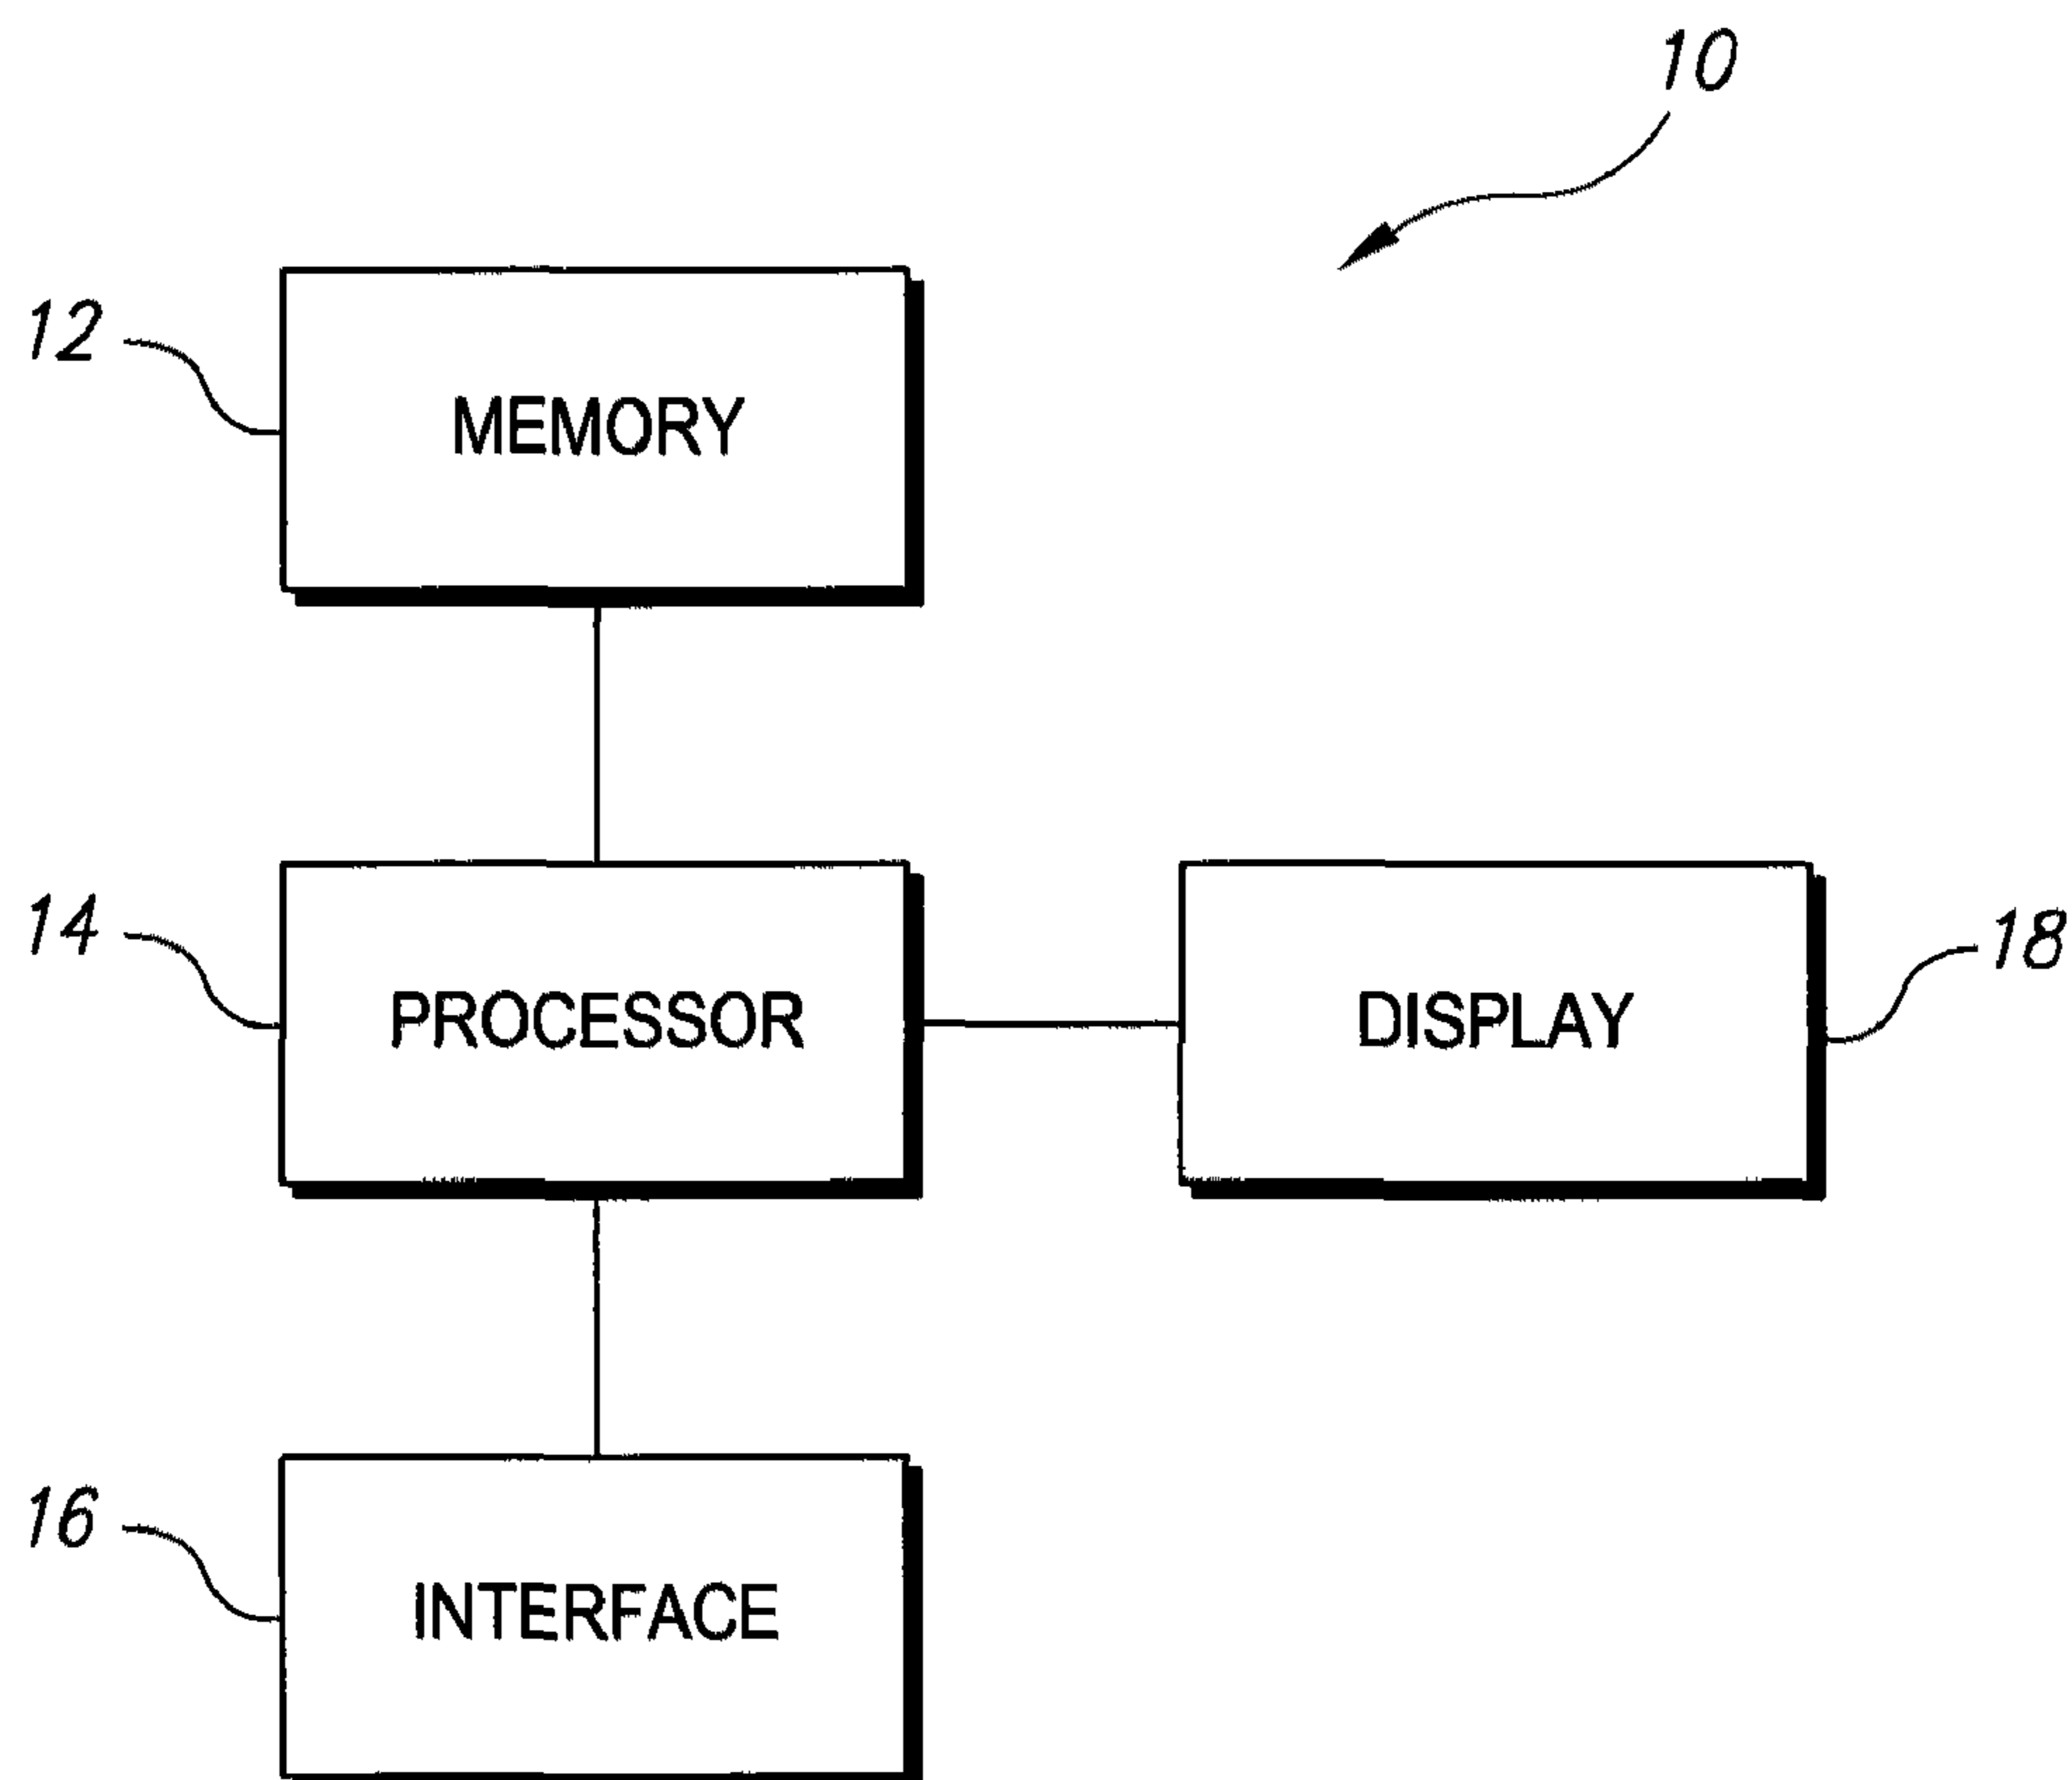 10
12
MEMORY
14
PROCESSOR
DISPLAY
18
16
INTERFACE